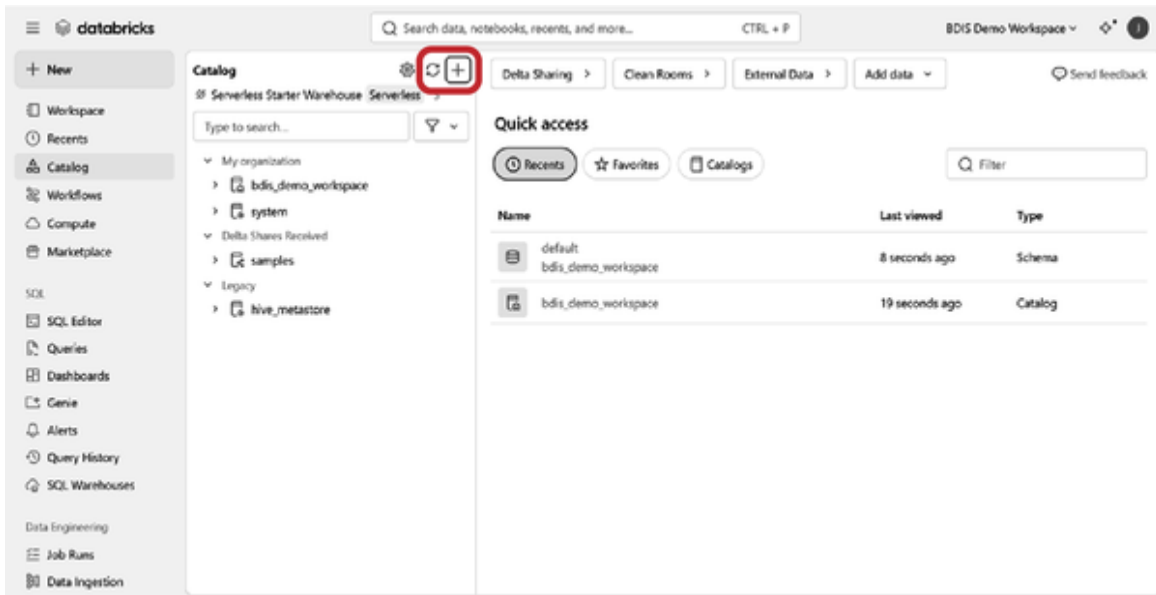 databricks
Search data, notebooks, recents, and more... CTRL + P
BDIS Demo Workspace
New
Workspace
Recents
Catalog
Workflows
Compute
Marketplace
SQL
SQL Editor
Queries
Dashboards
Genie
Alerts
Query History
SQL Warehouses
Data Engineering
Job Runs
Data Ingestion
Catalog
Serverless Starter Warehouse Serverless
Type to search...
My organization
bdis_demo_workspace
system
Delta Shares Received
samples
Legacy
hive_metastore
Delta Sharing > Clean Rooms > External Data > Add data
Send feedback
Quick access
Recents Favorites Catalogs
Filter
Name Last viewed Type
default
bdis_demo_workspace 8 seconds ago Schema
bdis_demo_workspace 19 seconds ago Catalog